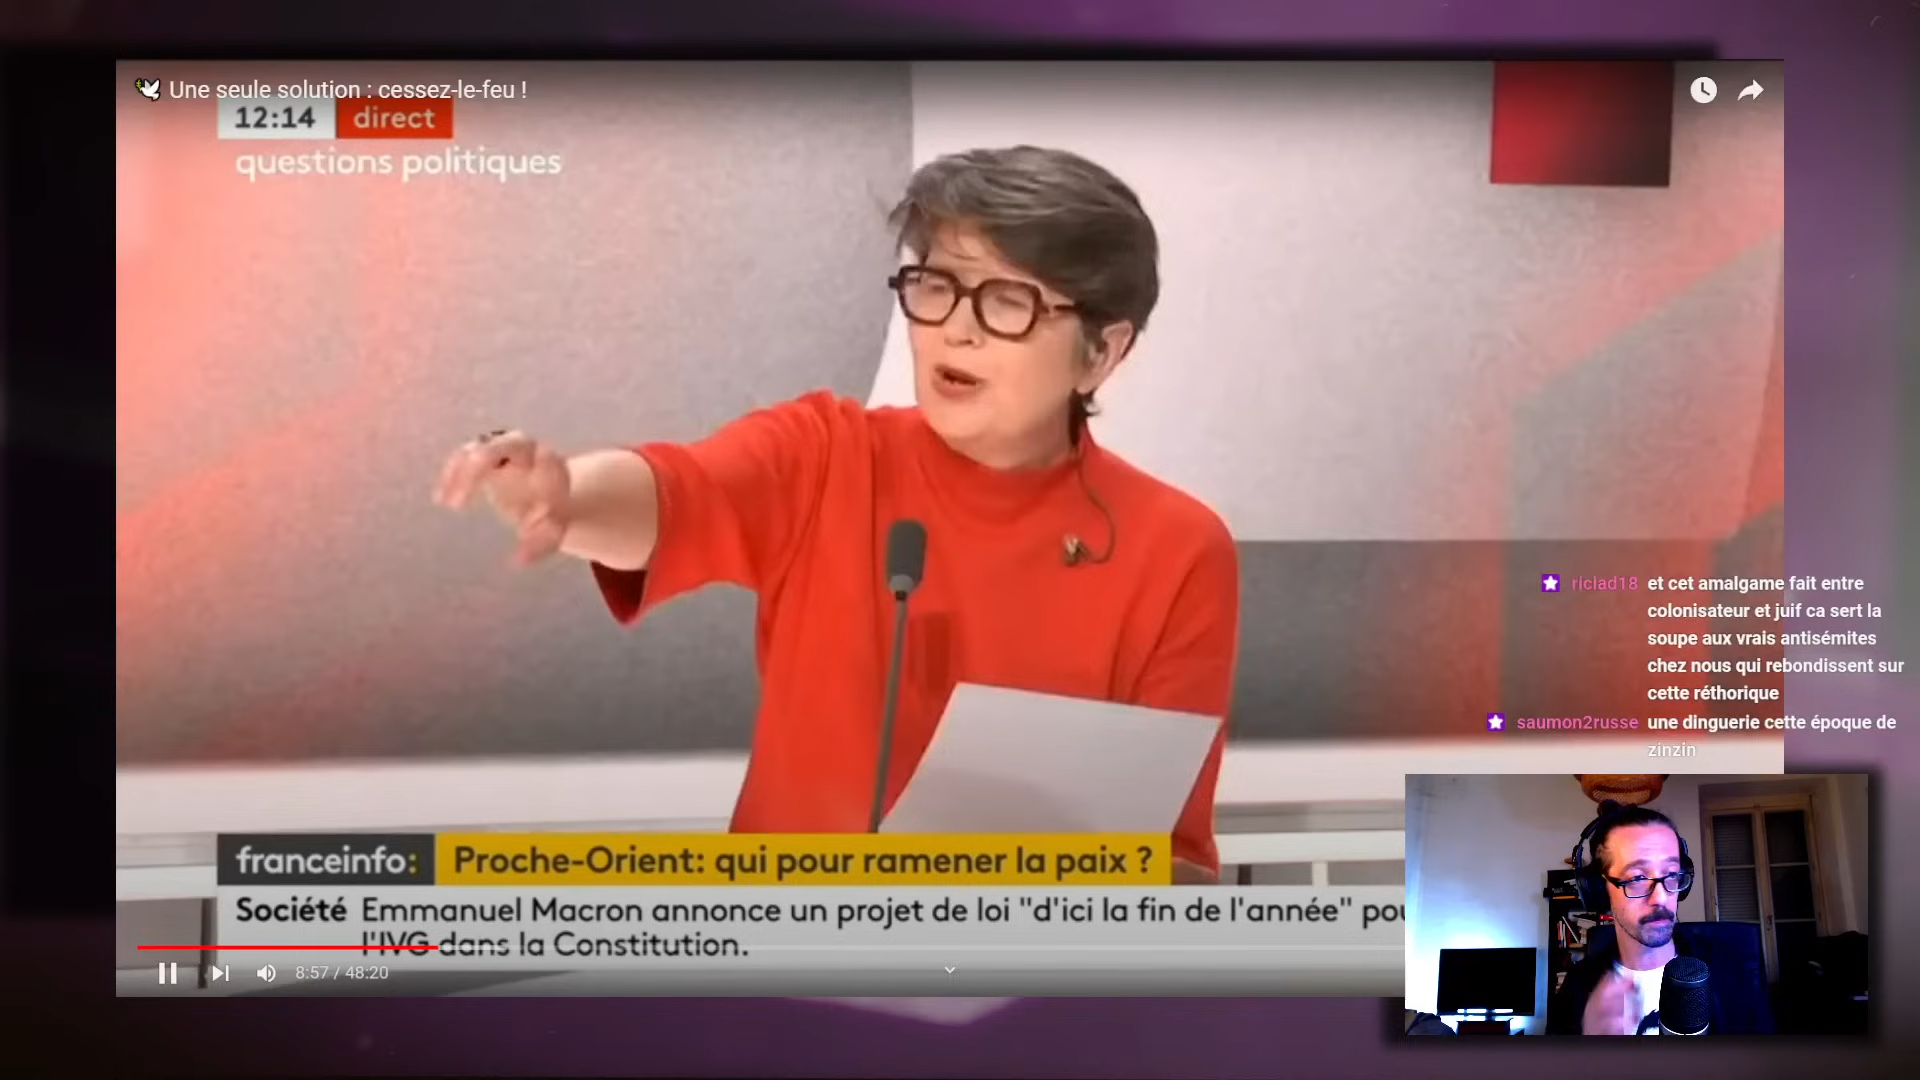 🕊 Une seule solution : cessez-le-feu !
12:14 direct
questions politiques
riclad18 et cet amalgame fait entre
colonisateur et juif ca sert la
soupe aux vrais antisémites
chez nous qui rebondissent sur
cette réthorique
saumon2russe une dinguerie cette époque de
zinzin
franceinfo: Proche-Orient: qui pour ramener la paix ?
Société Emmanuel Macron annonce un projet de loi "d'ici la fin de l'année" pou
l'IVG dans la Constitution.
8:57 / 48:20